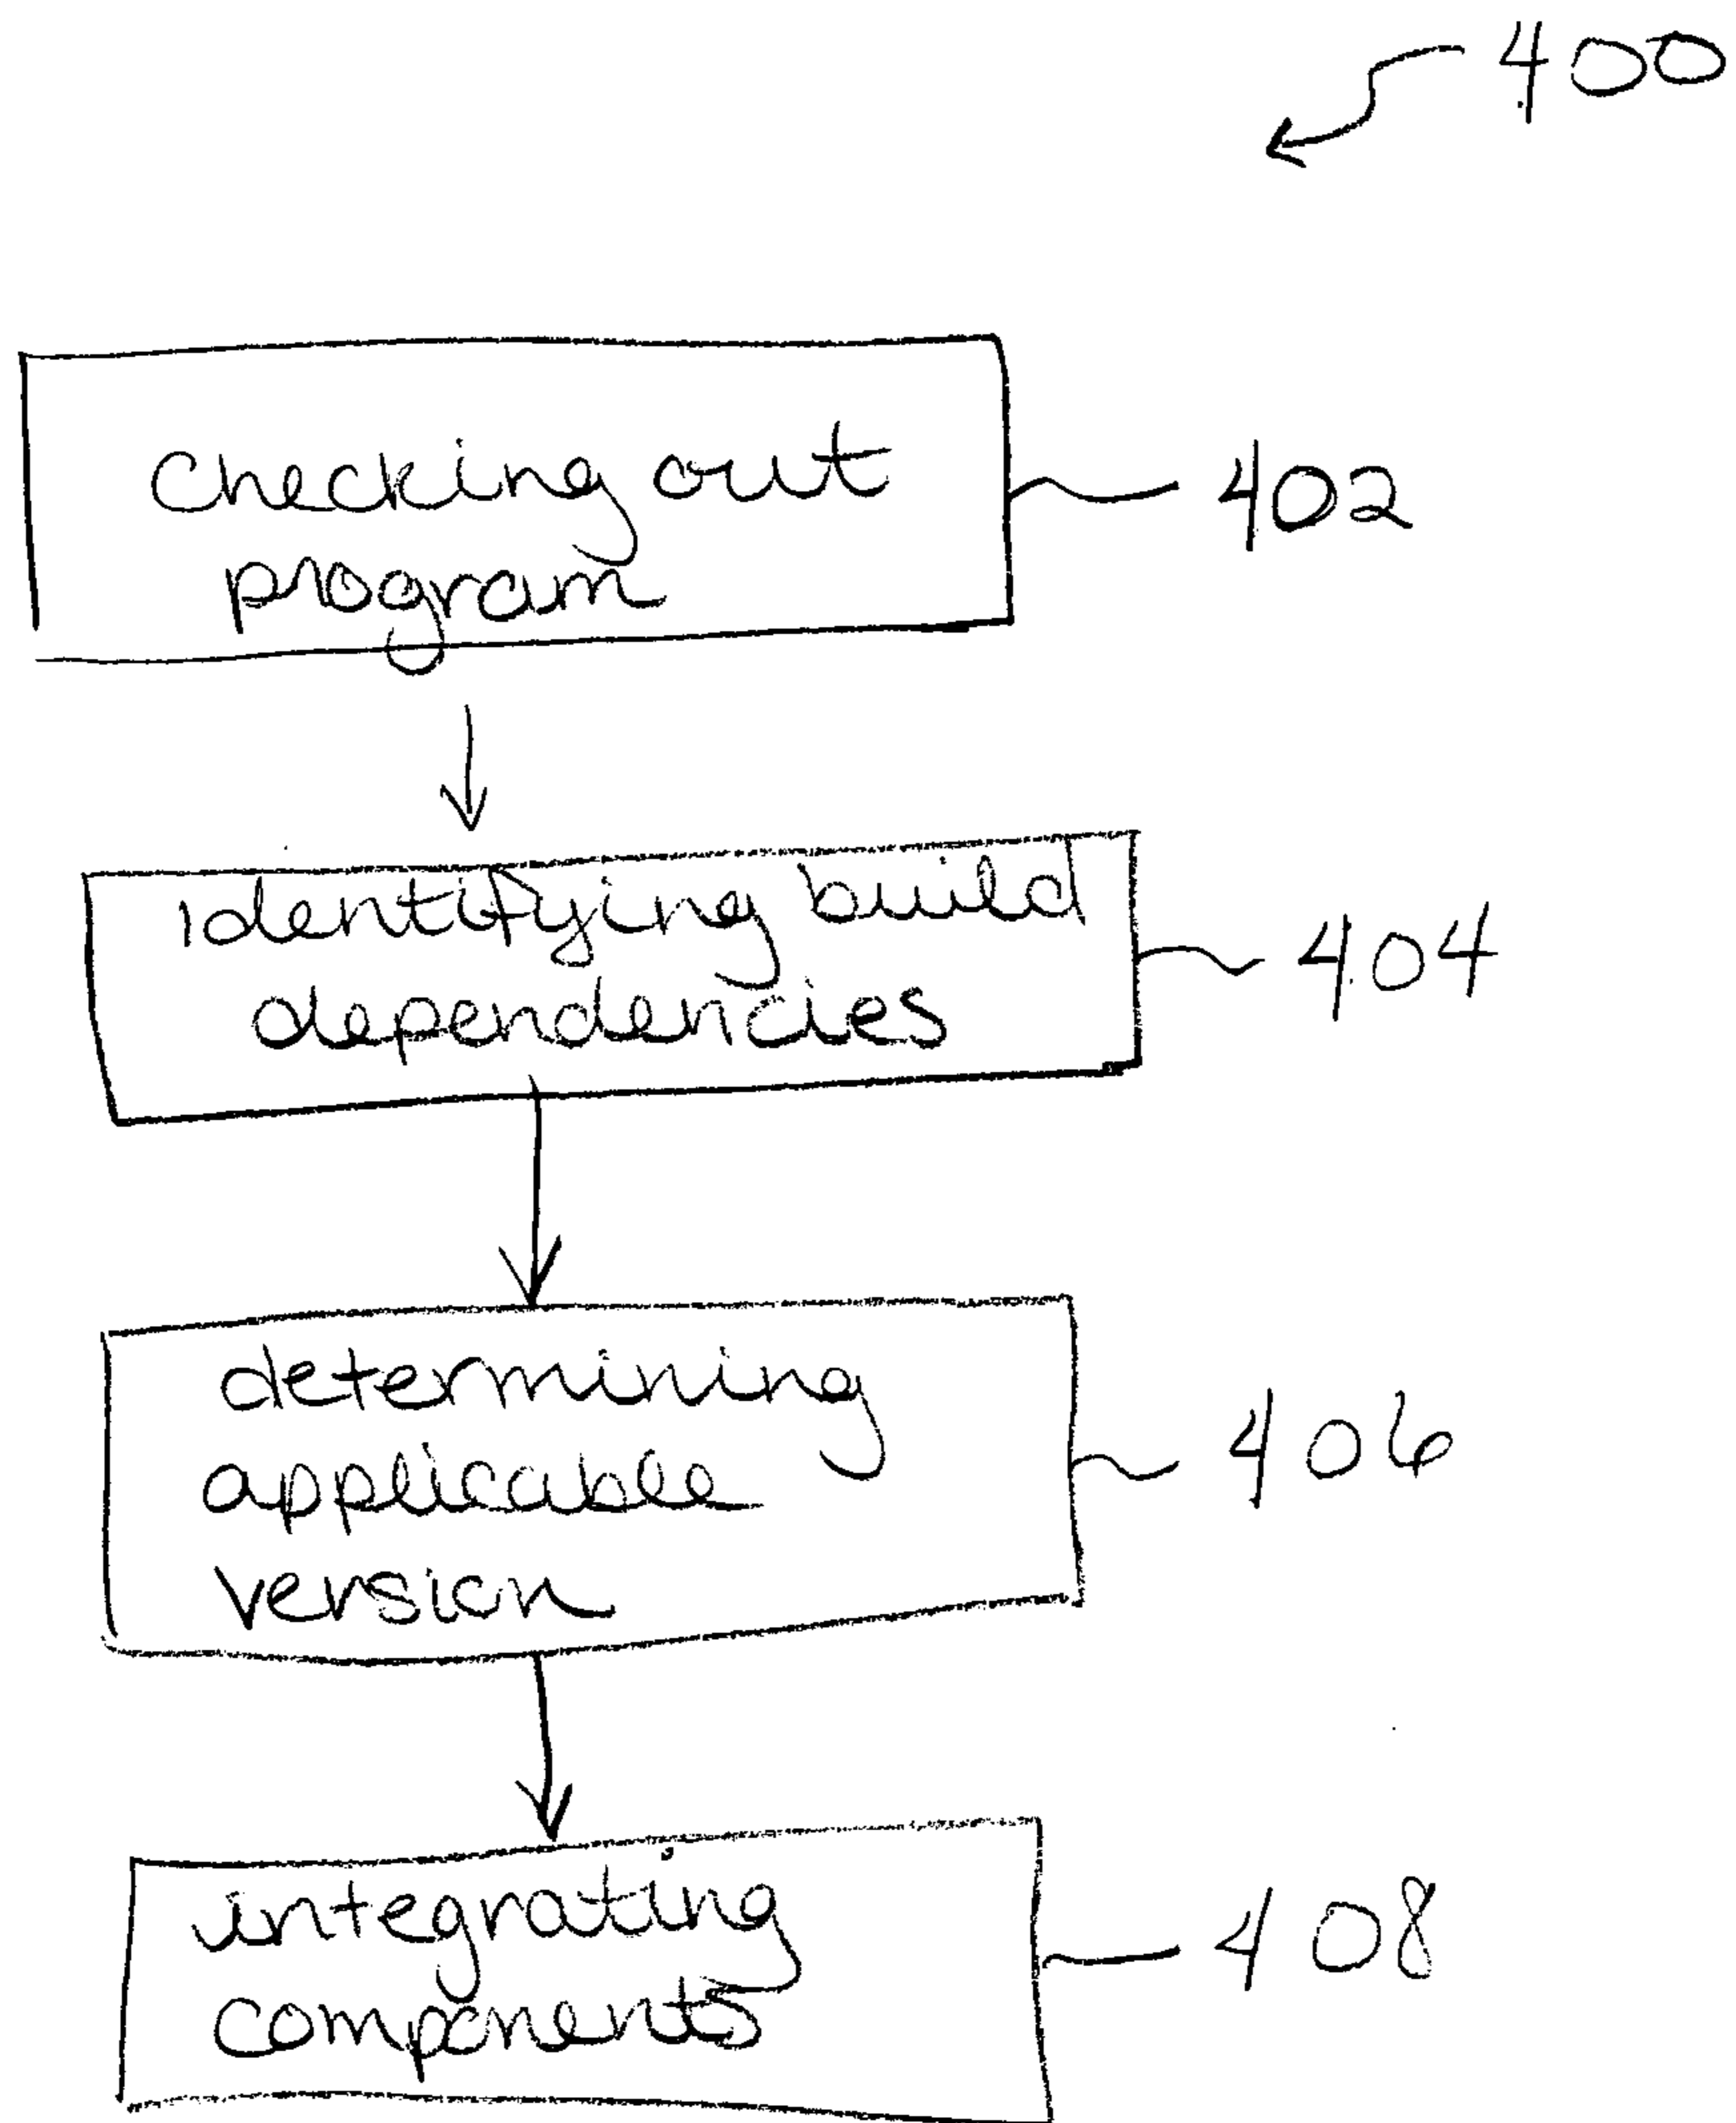 400
checking out
program
402
identifying build
dependencies
404
determining
applicable
version
406
integrating
components
408